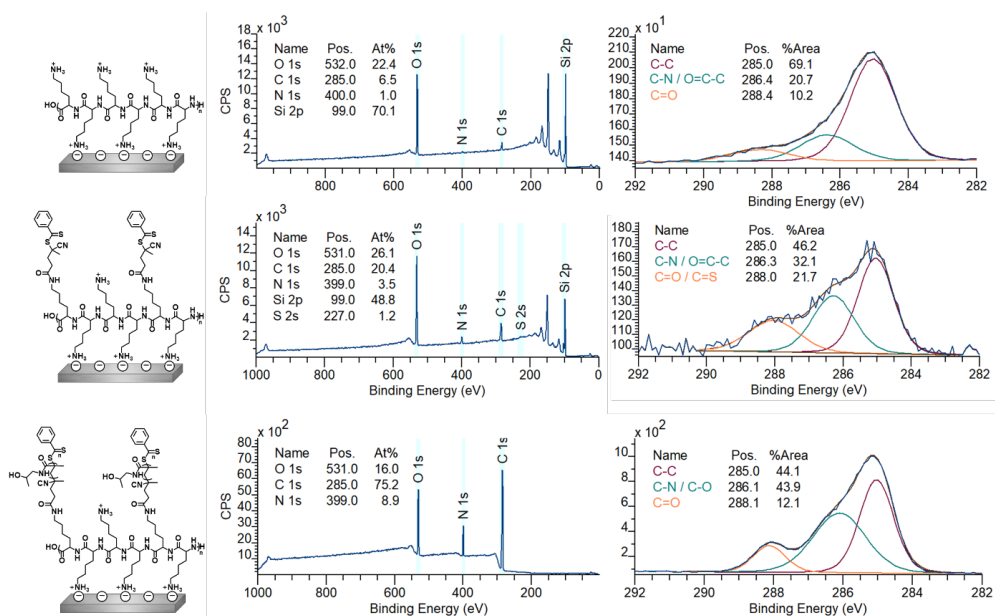 18 x 10³
16
14
12
10
8
6
4
2
CPS
Name Pos. At%
O 1s 532.0 22.4
C 1s 285.0 6.5
N 1s 400.0 1.0
Si 2p 99.0 70.1
O 1s
N 1s
C 1s
Si 2p
800 600 400 200 0
Binding Energy (eV)
220 x 10¹
210
200
190
180
170
160
150
140
Name Pos. %Area
C-C 285.0 69.1
C-N / O=C-C 286.4 20.7
C=O 288.4 10.2
292 290 288 286 284 282
Binding Energy (eV)
x 10³
14
12
10
8
6
4
2
CPS
Name Pos. At%
O 1s 531.0 26.1
C 1s 285.0 20.4
N 1s 399.0 3.5
Si 2p 99.0 48.8
S 2s 227.0 1.2
O 1s
N 1s
C 1s
S 2s
Si 2p
1000 800 600 400 200 0
Binding Energy (eV)
180
170
160
150
140
130
120
110
100
Name Pos. %Area
C-C 285.0 46.2
C-N / O=C-C 286.3 32.1
C=O / C=S 288.0 21.7
292 290 288 286 284 282
Binding Energy (eV)
x 10²
80
70
60
50
40
30
20
10
CPS
Name Pos. At%
O 1s 531.0 16.0
C 1s 285.0 75.2
N 1s 399.0 8.9
O 1s
N 1s
C 1s
1000 800 600 400 200 0
Binding Energy (eV)
x 10²
10
8
6
4
2
Name Pos. %Area
C-C 285.0 44.1
C-N / C-O 286.1 43.9
C=O 288.1 12.1
292 290 288 286 284 282
Binding Energy (eV)